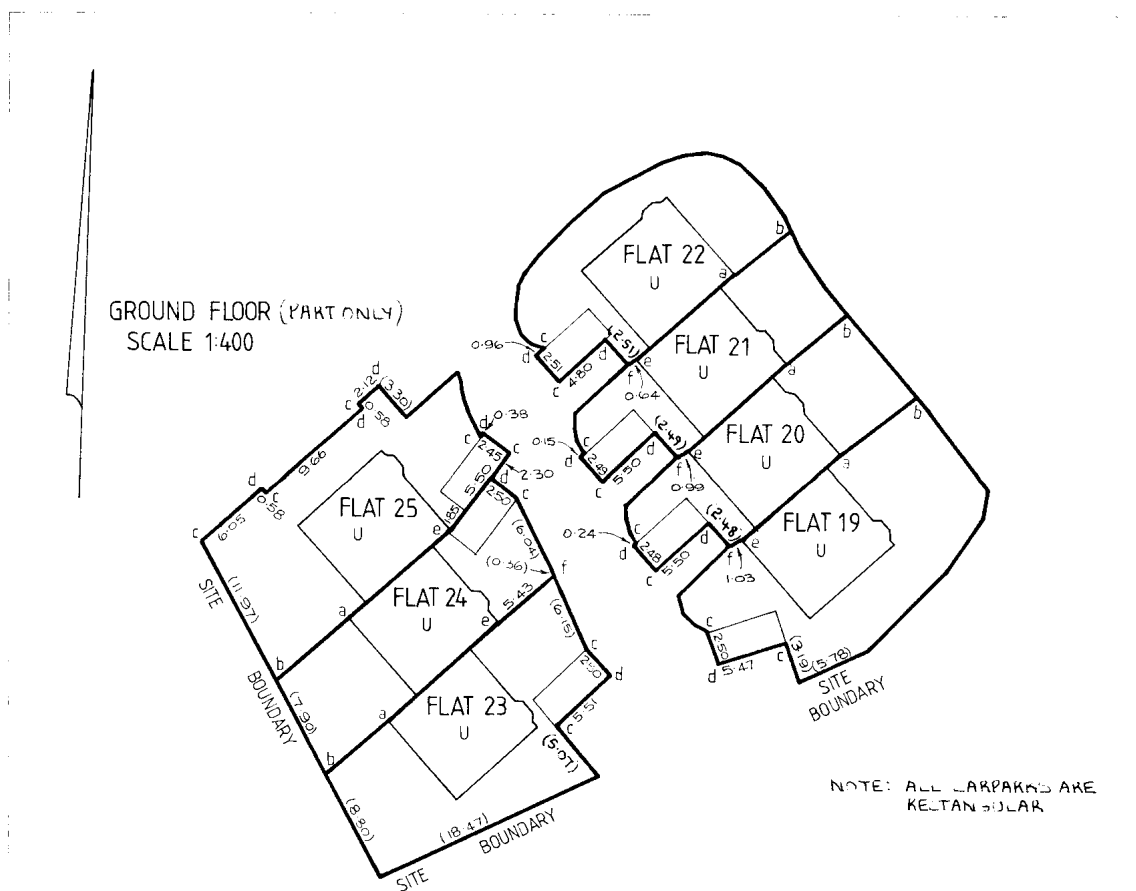 GROUND FLOOR (PART ONLY)
SCALE 1:400
FLAT 22
U
b
a
c
0.96
d
2.51
c
4.80
d
(2.51)
f
e
0.64
FLAT 21
U
b
a
c
0.15
d
2.49
c
5.50
d
(2.49)
f
e
0.99
FLAT 20
U
b
a
c
0.24
d
2.48
c
5.50
d
(2.48)
f
e
1.03
FLAT 19
U
c
2.50
d
5.47
c
(3.19)
(5.78)
SITE
BOUNDARY
d
2.12
(3.30)
c
0.58
d
9.66
d
0.58
c
6.05
c
FLAT 25
U
c
d
0.38
2.45
c
2.30
5.50
d
2.50
c
e
1.85
(6.04)
(0.36)
f
a
b
SITE
(11.97)
BOUNDARY
(7.90)
FLAT 24
U
e
5.43
(6.15)
a
b
FLAT 23
U
c
2.50
d
5.51
c
(5.07)
(8.80)
(18.47)
SITE
BOUNDARY
NOTE: ALL CARPARKS ARE